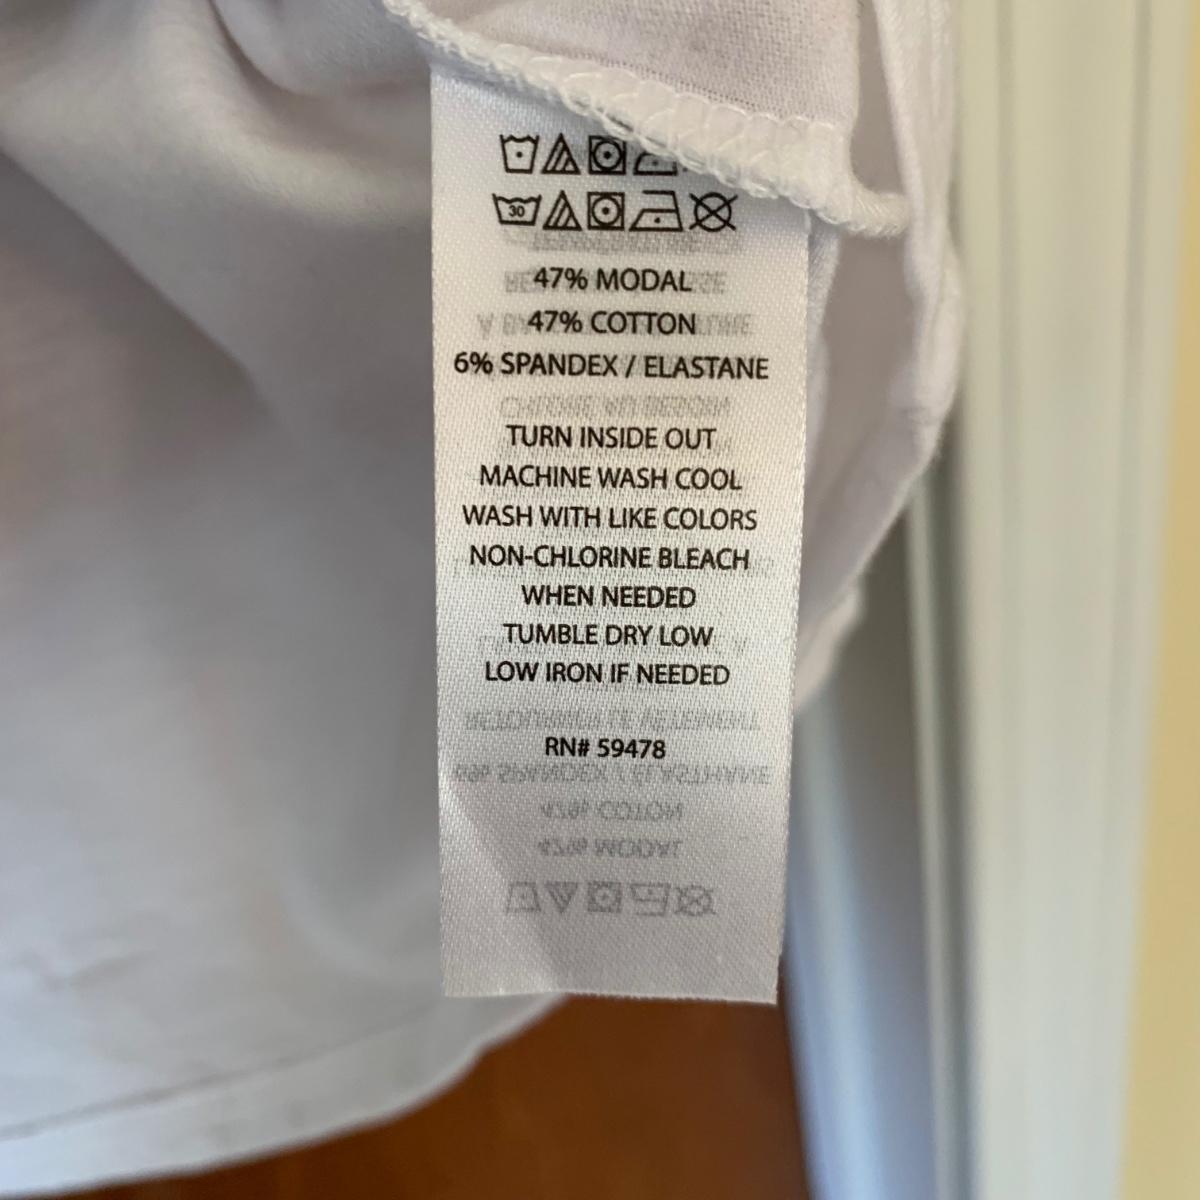 30
47% MODAL
47% COTTON
6% SPANDEX / ELASTANE
TURN INSIDE OUT
MACHINE WASH COOL
WASH WITH LIKE COLORS
NON-CHLORINE BLEACH
WHEN NEEDED
TUMBLE DRY LOW
LOW IRON IF NEEDED
RN# 59478